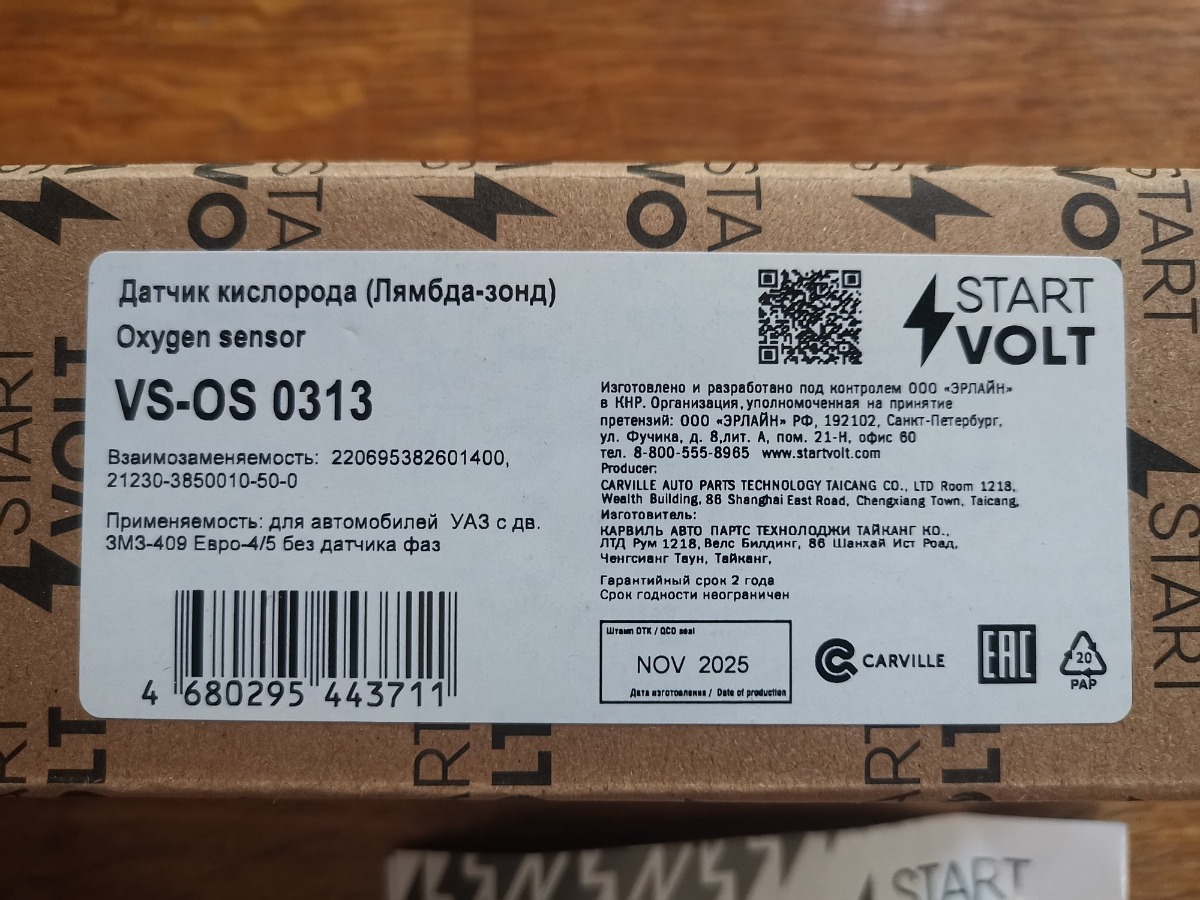 Датчик кислорода (Лямбда-зонд)
Oxygen sensor
VS-OS 0313
Взаимозаменяемость: 220695382601400,
21230-3850010-50-0
Применяемость: для автомобилей УАЗ с дв.
ЗМЗ-409 Евро-4/5 без датчика фаз
4 680295 443711
START
VOLT
Изготовлено и разработано под контролем ООО «ЭРЛАЙН»
в КНР. Организация, уполномоченная на принятие
претензий: ООО «ЭРЛАЙН» РФ, 192102, Санкт-Петербург,
ул. Фучика, д. 8,лит. А, пом. 21-Н, офис 60
тел. 8-800-555-8965 www.startvolt.com
Producer:
CARVILLE AUTO PARTS TECHNOLOGY TAICANG CO., LTD Room 1218,
Wealth Building, 86 Shanghai East Road, Chengxiang Town, Taicang,
Изготовитель:
КАРВИЛЬ АВТО ПАРТС ТЕХНОЛОДЖИ ТАЙКАНГ КО.,
ЛТД Рум 1218, Велс Билдинг, 86 Шанхай Ист Роад,
Ченгсианг Таун, Тайканг,
Гарантийный срок 2 года
Срок годности неограничен
Штамп ОТК / QCD seal
NOV 2025
Дата изготовления / Date of production
CARVILLE
EAC
20
PAP
START